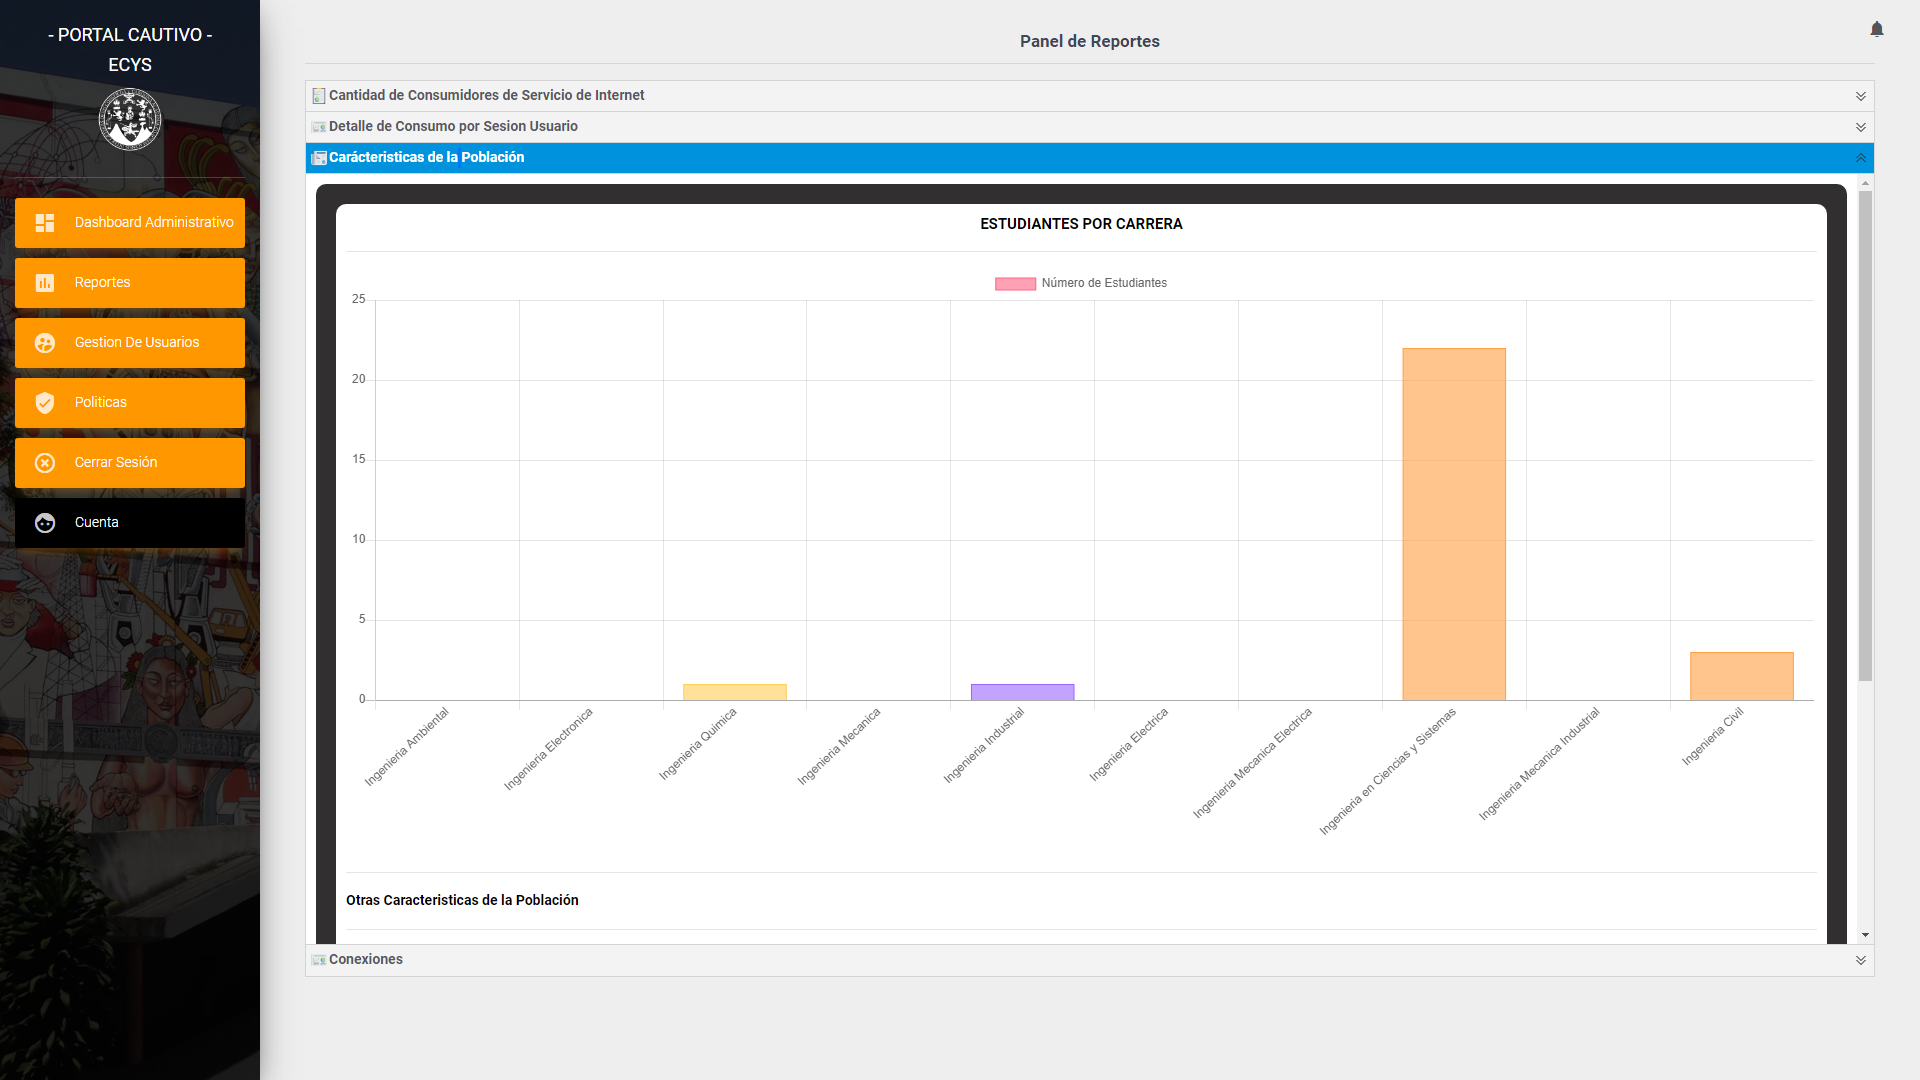 - PORTAL CAUTIVO -
ECYS
Dashboard Administrativo
Reportes
Gestion De Usuarios
Politicas
Cerrar Sesión
Cuenta
Panel de Reportes
Cantidad de Consumidores de Servicio de Internet
Detalle de Consumo por Sesion Usuario
Carácteristicas de la Población
ESTUDIANTES POR CARRERA
Número de Estudiantes
25
20
15
10
5
0
Ingenieria Ambiental
Ingenieria Electronica
Ingenieria Quimica
Ingenieria Mecanica
Ingenieria Industrial
Ingenieria Electrica
Ingenieria Mecanica Electrica
Ingenieria en Ciencias y Sistemas
Ingenieria Mecanica Industrial
Ingenieria Civil
Otras Caracteristicas de la Población
Conexiones